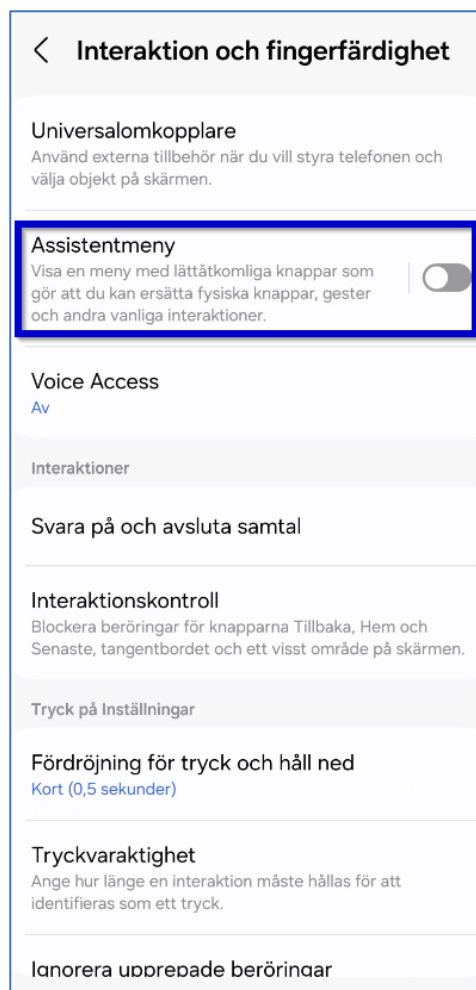 Interaktion och fingerfärdighet
Universalomkopplare
Använd externa tillbehör när du vill styra telefonen och
välja objekt på skärmen.
Assistentmeny
Visa en meny med lättåtkomliga knappar som
gör att du kan ersätta fysiska knappar, gester
och andra vanliga interaktioner.
Voice Access
Av
Interaktioner
Svara på och avsluta samtal
Interaktionskontroll
Blockera beröringar för knapparna Tillbaka, Hem och
Senaste, tangentbordet och ett visst område på skärmen.
Tryck på Inställningar
Fördröjning för tryck och håll ned
Kort (0,5 sekunder)
Tryckvaraktighet
Ange hur länge en interaktion måste hållas för att
identifieras som ett tryck.
Ignorera upprepade beröringar